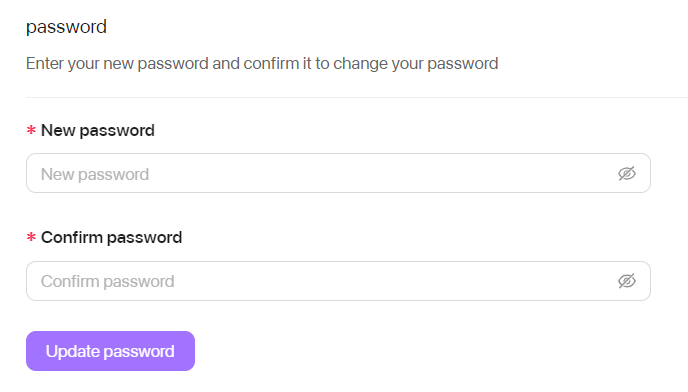 password
Enter your new password and confirm it to change your password
* New password
New password
* Confirm password
Confirm password
Update password